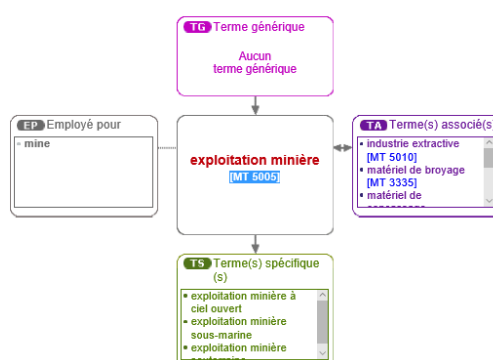 TG Terme générique
Aucun
terme générique
EP Employé pour
mine
exploitation minière
[MT 5005]
TA Terme(s) associé(s)
industrie extractive
[MT 5010]
matériel de broyage
[MT 3335]
matériel de
TS Terme(s) spécifique
(s)
exploitation minière à
ciel ouvert
exploitation minière
sous-marine
exploitation minière